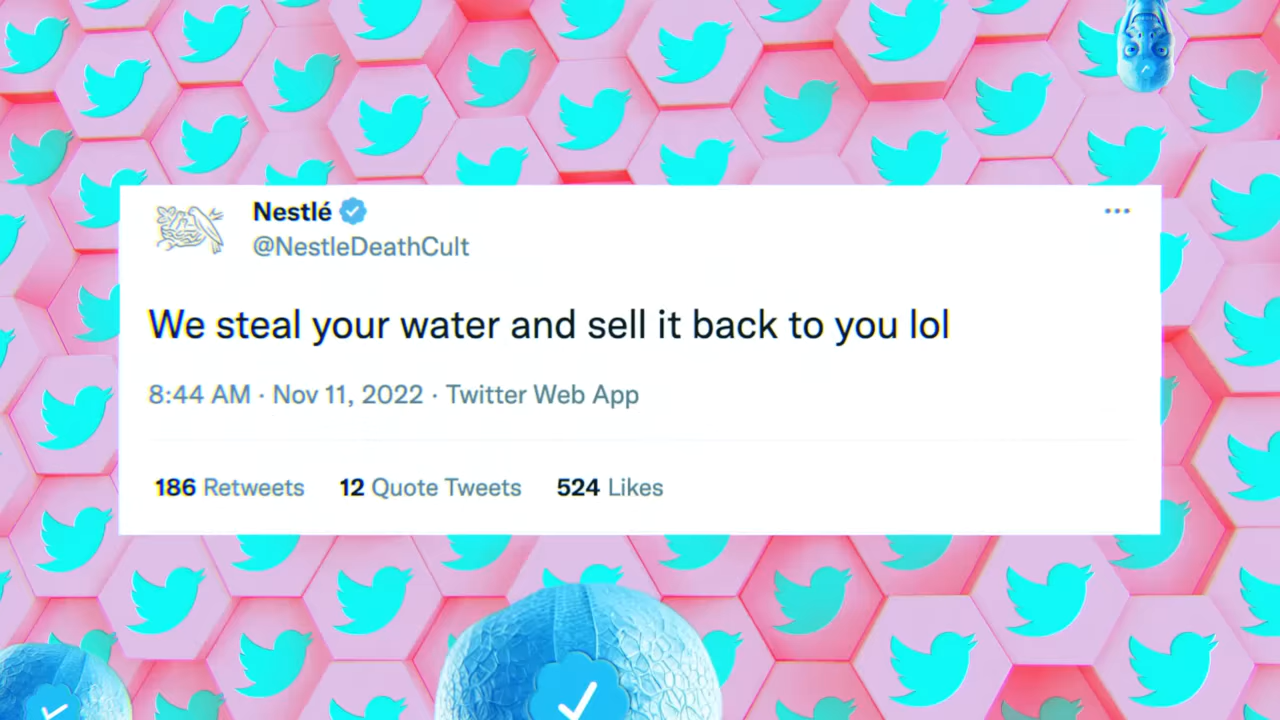 Nestlé
@NestleDeathCult
We steal your water and sell it back to you lol
8:44 AM · Nov 11, 2022 · Twitter Web App
186 Retweets 12 Quote Tweets 524 Likes